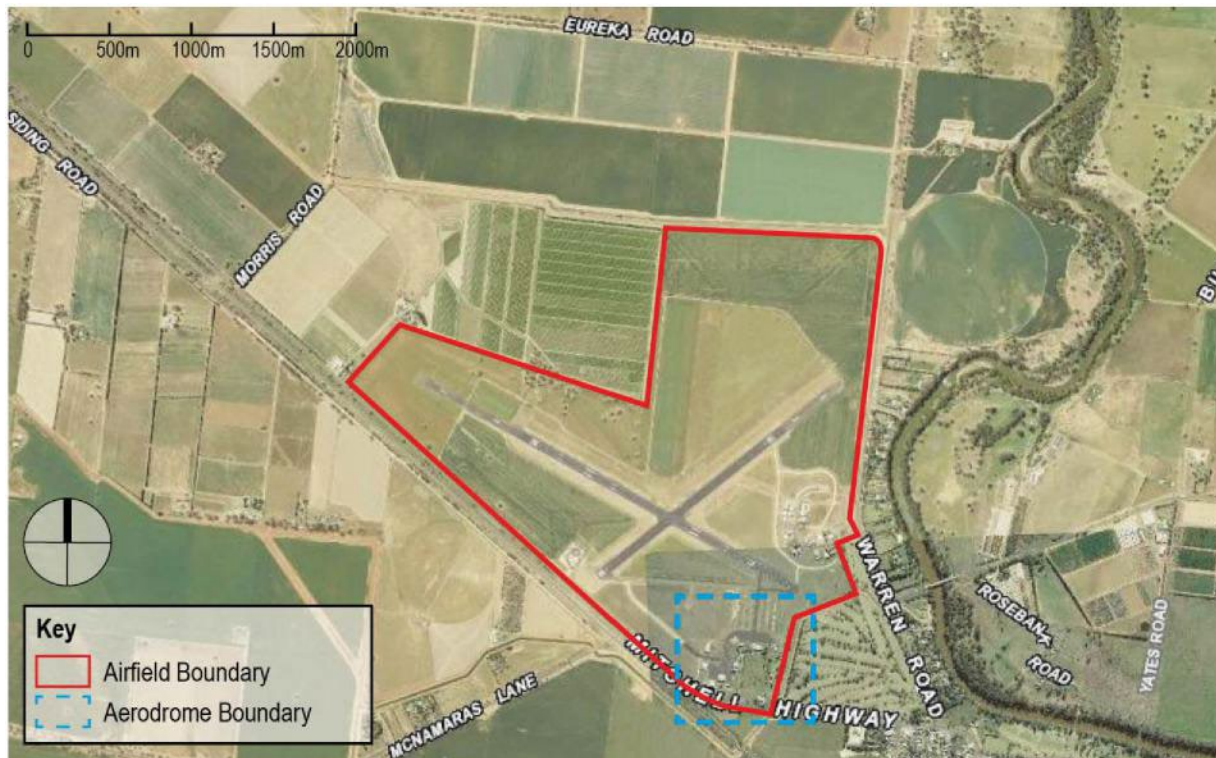 0 500m 1000m 1500m 2000m
EUREKA ROAD
SIDING ROAD
MORRIS ROAD
WARREN ROAD
ROSEBANK ROAD
YATES ROAD
MITCHELL HIGHWAY
MCNAMARAS LANE
Key
Airfield Boundary
Aerodrome Boundary